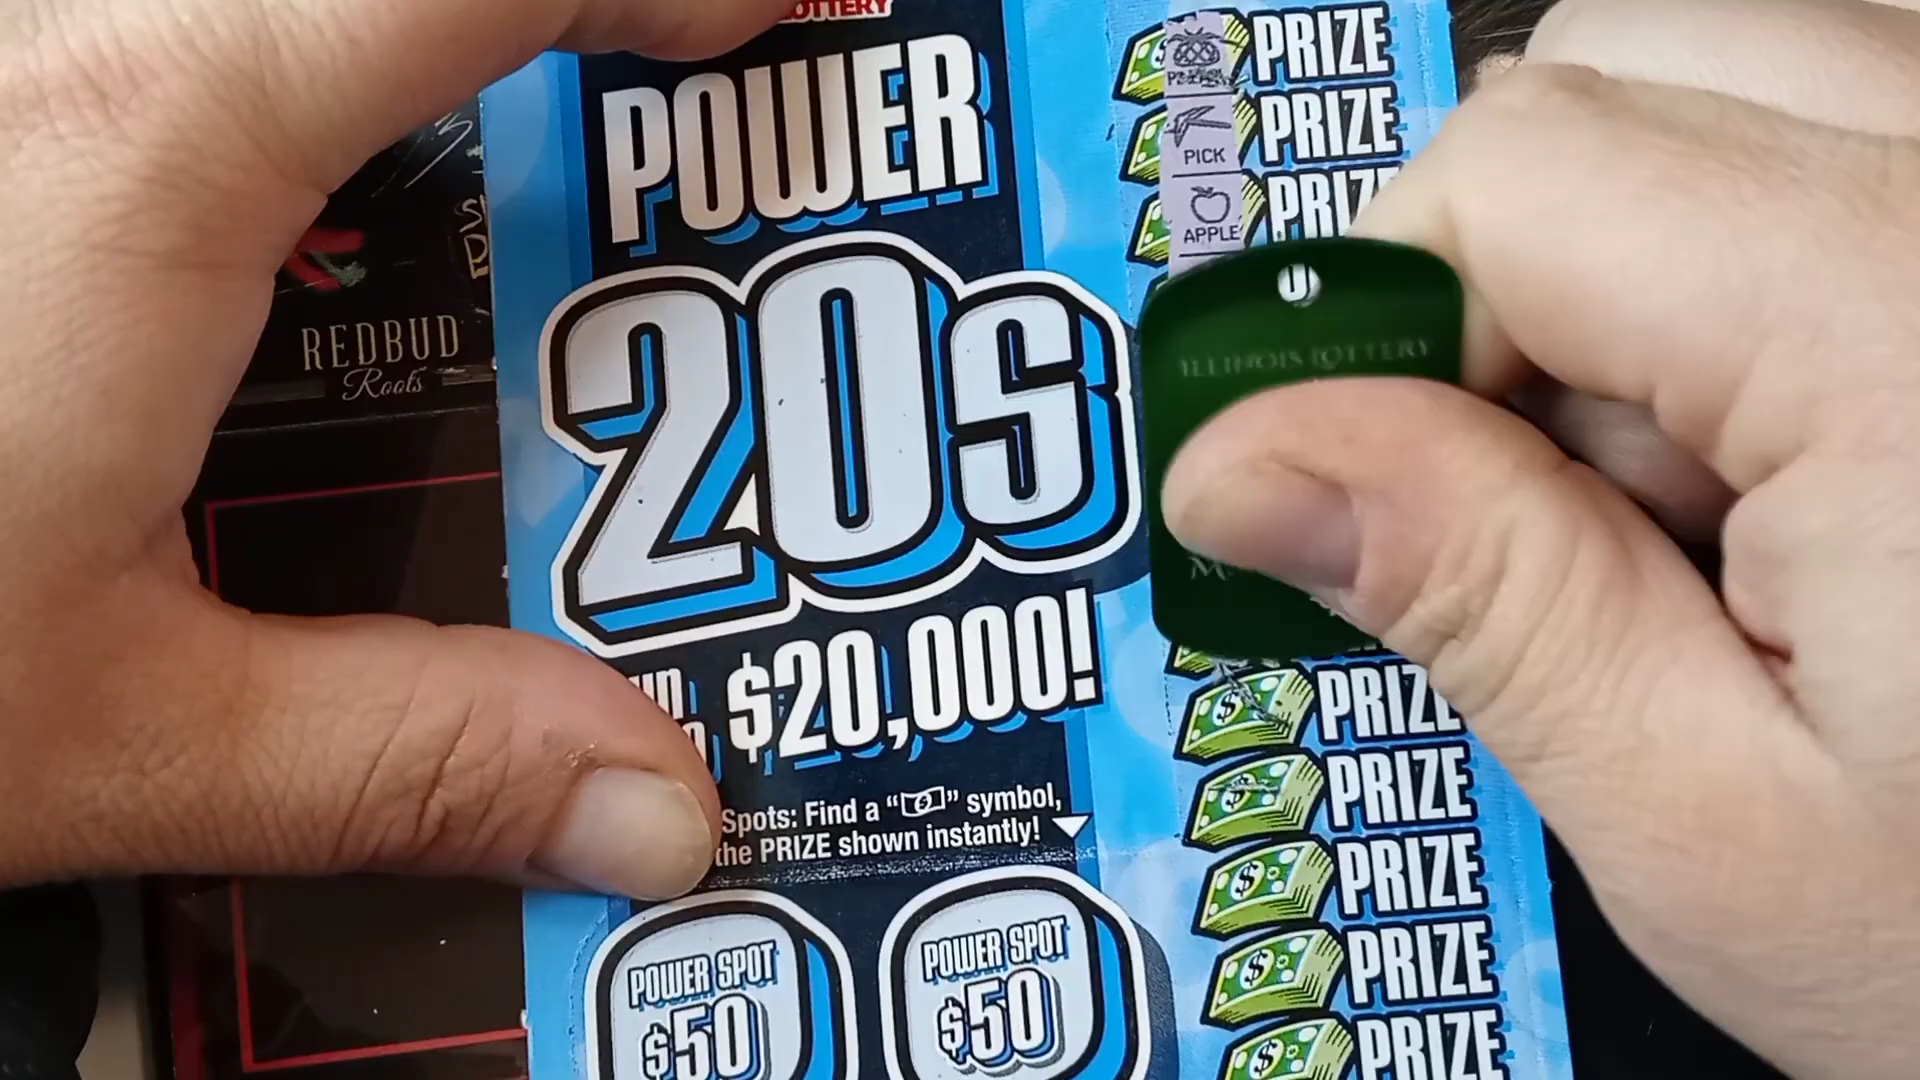 LOTTERY
POWER
20s
$20,000!
Spots: Find a " " symbol,
the PRIZE shown instantly!
POWER SPOT
$50
POWER SPOT
$50
PRIZE
PICK
PRIZE
APPLE
PRIZE
PRIZE
PRIZE
PRIZE
PRIZE
PRIZE
ILLINOIS LOTTERY
REDBUD
Roots